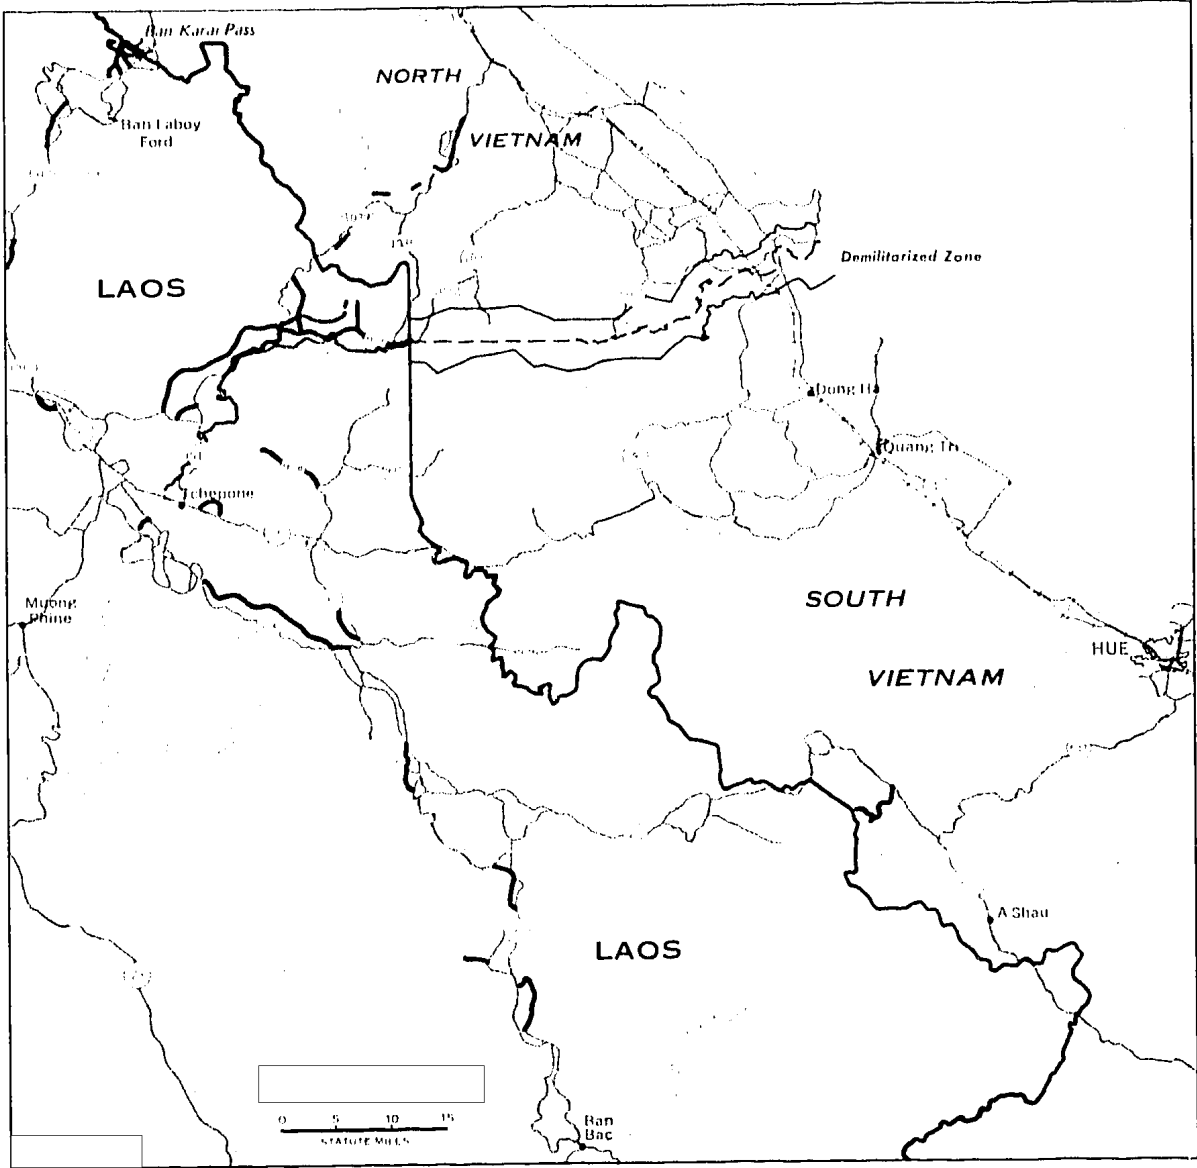 Ban Karai Pass
NORTH
VIETNAM
Ban Laboy
Ford
Demilitarized Zone
LAOS
Dong Ha
Quang Tri
Tchepone
Muong
Phine
SOUTH
VIETNAM
HUE
A Shau
LAOS
0 5 10 15
STATUTE MILES
Ban
Bac